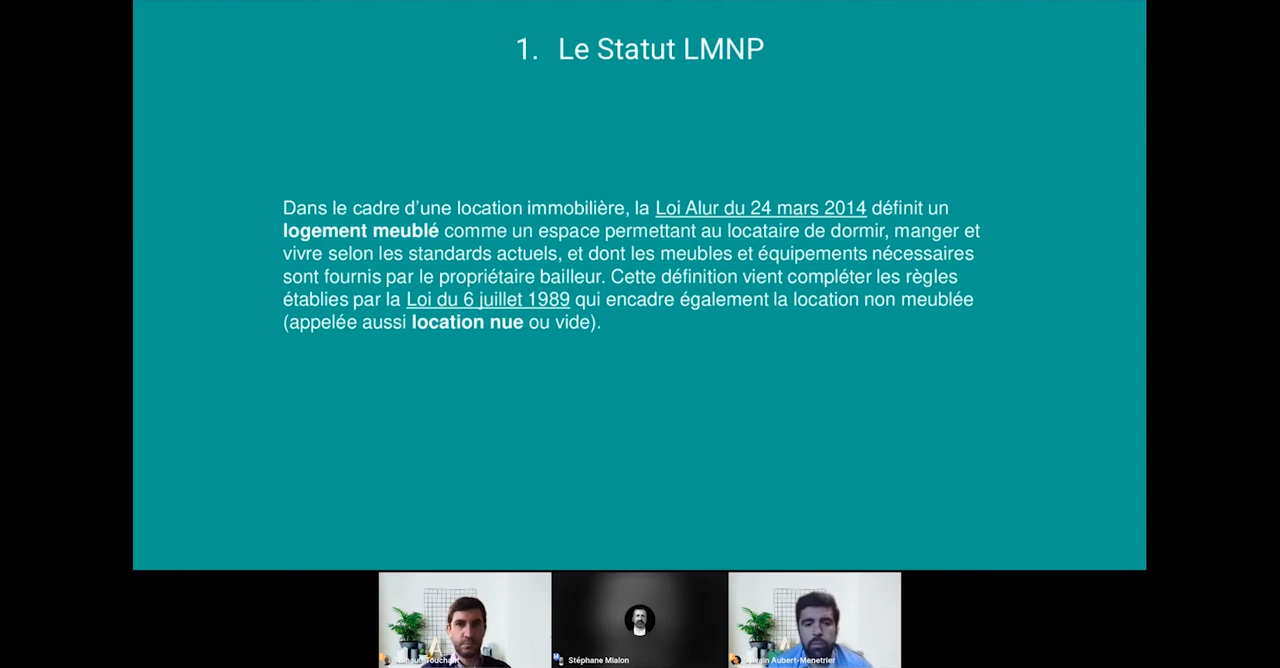 1. Le Statut LMNP
Dans le cadre d’une location immobilière, la Loi Alur du 24 mars 2014 définit un
logement meublé comme un espace permettant au locataire de dormir, manger et
vivre selon les standards actuels, et dont les meubles et équipements nécessaires
sont fournis par le propriétaire bailleur. Cette définition vient compléter les règles
établies par la Loi du 6 juillet 1989 qui encadre également la location non meublée
(appelée aussi location nue ou vide).
Stéphane Mialon
Aubert-Menetrier